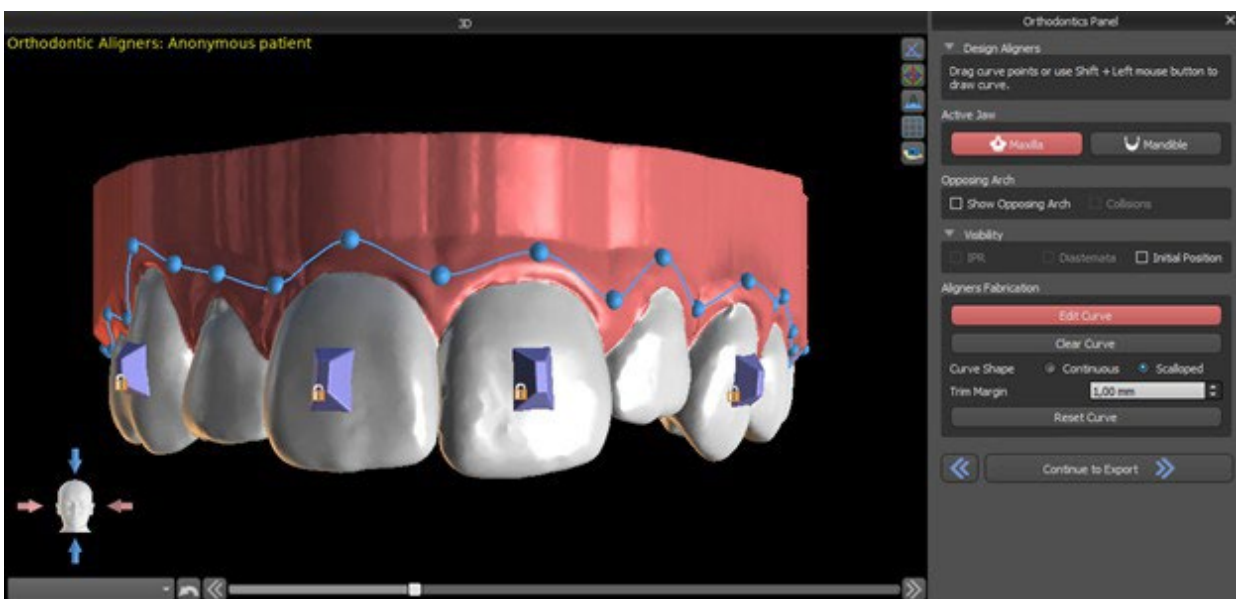 3D
Orthodontics Panel
Orthodontic Aligners: Anonymous patient
Design Aligners
Drag curve points or use Shift + Left mouse button to
draw curve.
Active Jaw
Maxilla
Mandible
Opposing Arch
Show Opposing Arch
Collisions
Visibility
IPR
Diastemata
Initial Position
Aligners Fabrication
Edit Curve
Clear Curve
Curve Shape
Continuous
Scalloped
Trim Margin
1,00 mm
Reset Curve
Continue to Export